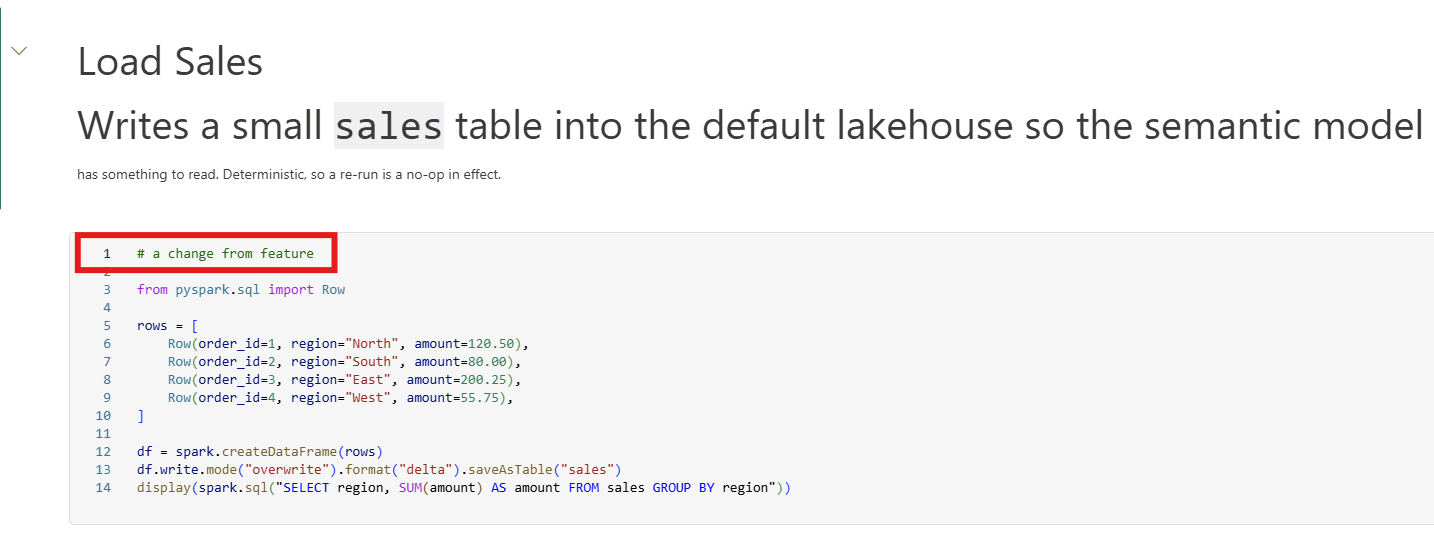 Load Sales
Writes a small sales table into the default lakehouse so the semantic model
has something to read. Deterministic, so a re-run is a no-op in effect.
1 # a change from feature
2
3 from pyspark.sql import Row
4
5 rows = [
6     Row(order_id=1, region="North", amount=120.50),
7     Row(order_id=2, region="South", amount=80.00),
8     Row(order_id=3, region="East", amount=200.25),
9     Row(order_id=4, region="West", amount=55.75),
10 ]
11
12 df = spark.createDataFrame(rows)
13 df.write.mode("overwrite").format("delta").saveAsTable("sales")
14 display(spark.sql("SELECT region, SUM(amount) AS amount FROM sales GROUP BY region"))